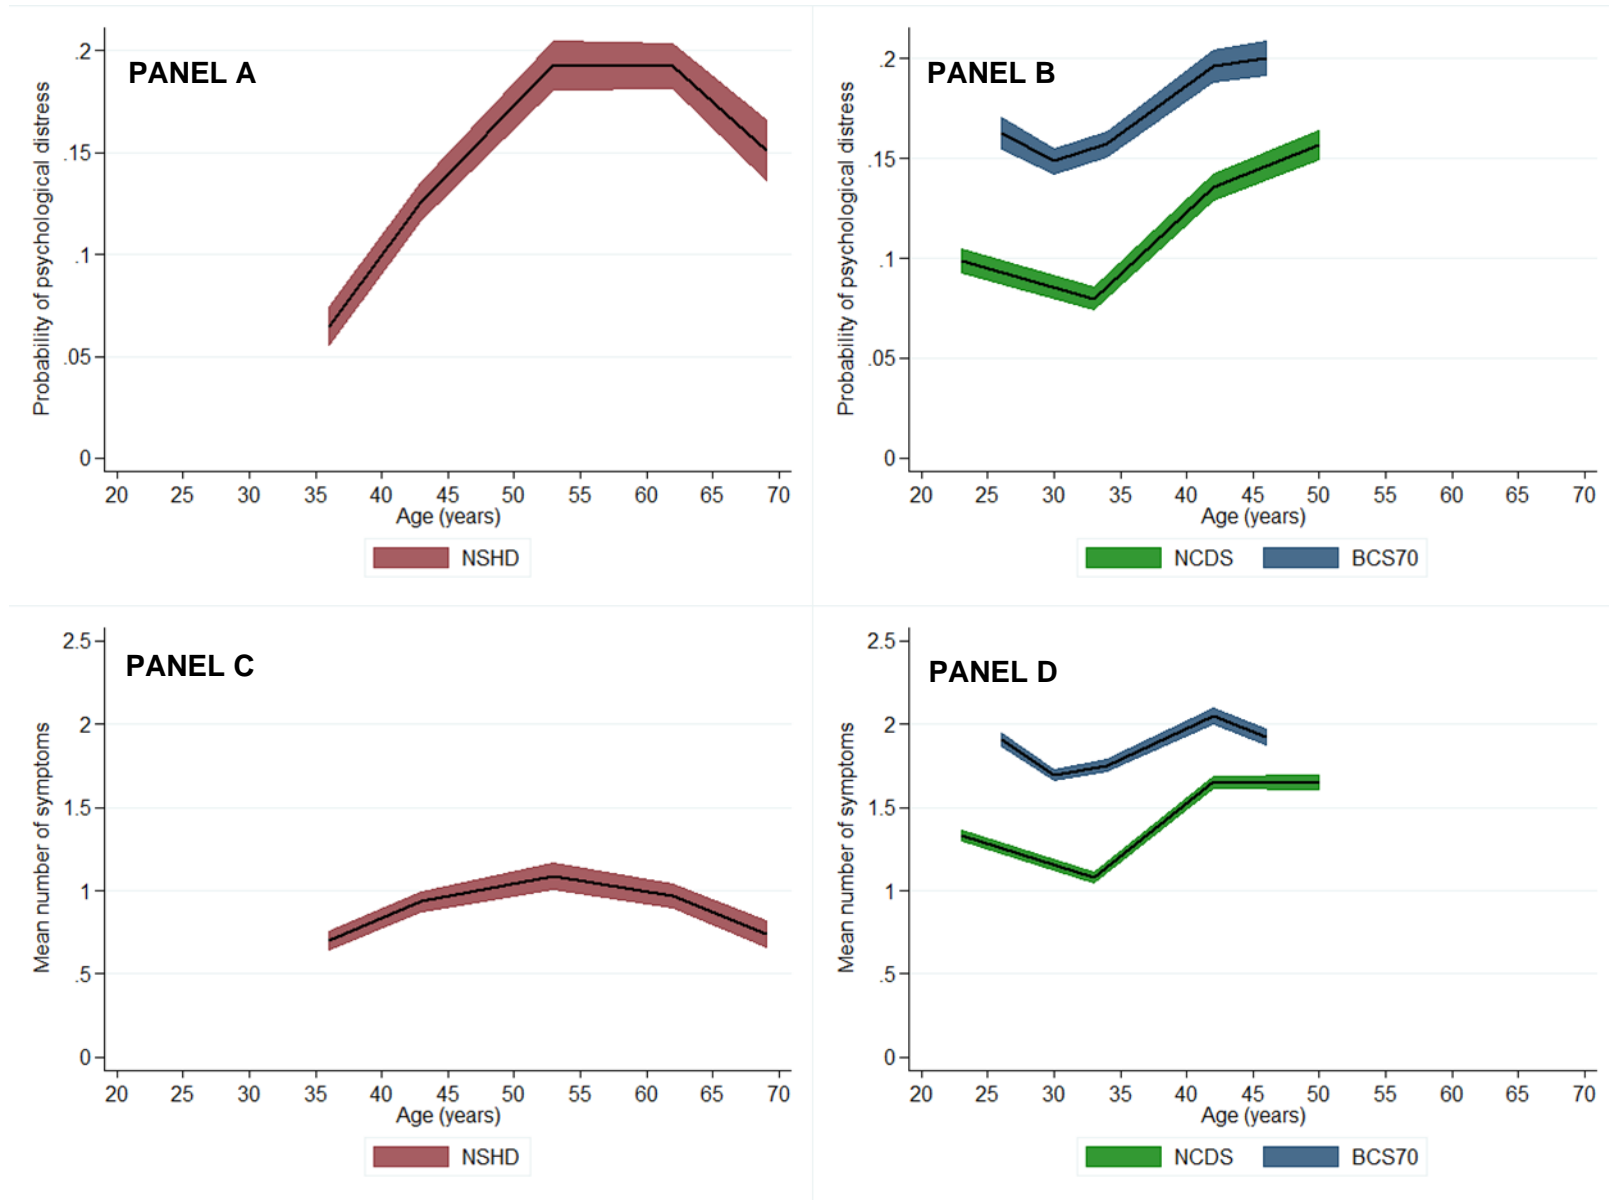 PANEL A
Probability of psychological distress
.2
.15
.1
.05
0
20 25 30 35 40 45 50 55 60 65 70
Age (years)
NSHD
PANEL B
Probability of psychological distress
.2
.15
.1
.05
0
20 25 30 35 40 45 50 55 60 65 70
Age (years)
NCDS BCS70
PANEL C
Mean number of symptoms
2.5
2
1.5
1
.5
0
20 25 30 35 40 45 50 55 60 65 70
Age (years)
NSHD
PANEL D
Mean number of symptoms
2.5
2
1.5
1
.5
0
20 25 30 35 40 45 50 55 60 65 70
Age (years)
NCDS BCS70